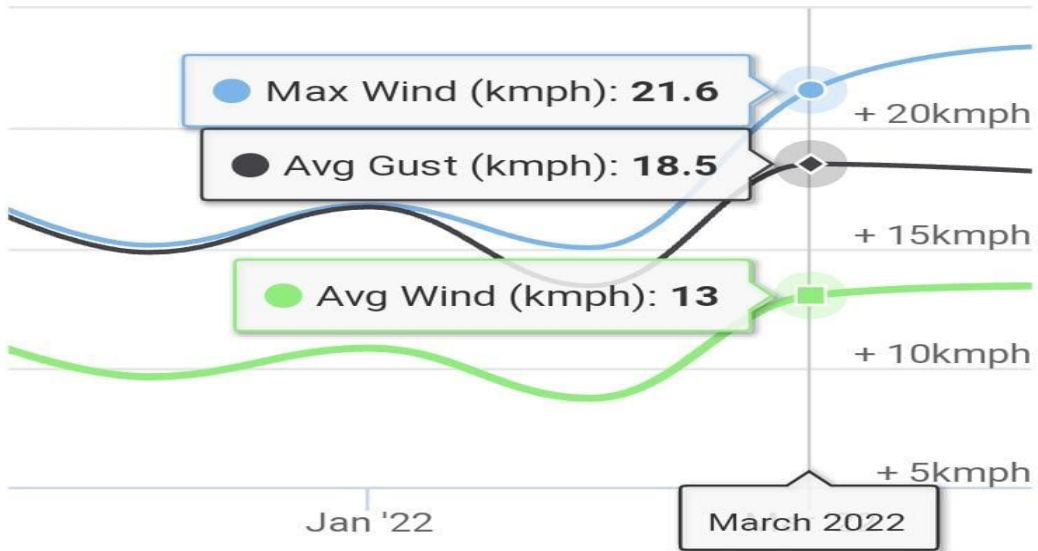 Max Wind (kmph): 21.6
+ 20kmph
Avg Gust (kmph): 18.5
+ 15kmph
Avg Wind (kmph): 13
+ 10kmph
+ 5kmph
Jan '22
March 2022